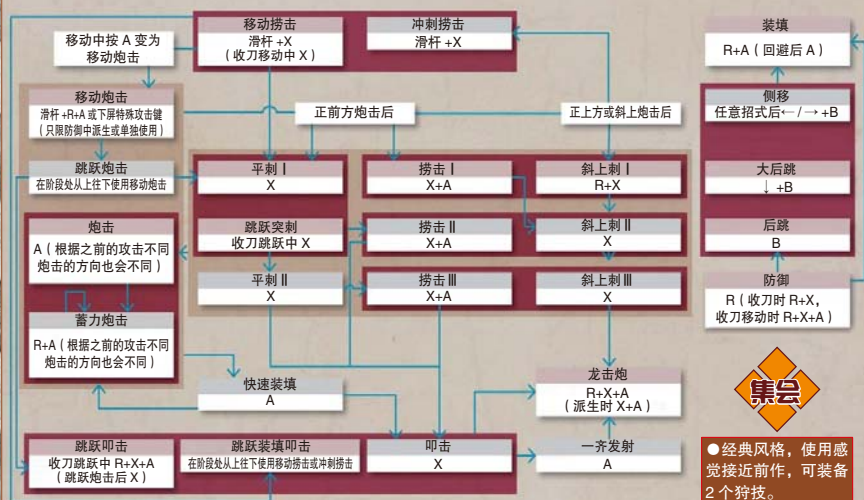 移动捞击
滑杆+X
（收刀移动中 X）
冲刺捞击
滑杆 +X
装填
R+A（回避后 A）
移动中按 A 变为
移动炮击
移动炮击
滑杆 +R+A 或下屏特殊攻击键
（只限防御中派生或单独使用）
正前方炮击后
正上方或斜上炮击后
侧移
任意招式后←/→+B
跳跃炮击
在阶段处从上往下使用移动炮击
平刺Ⅰ
X
捞击Ⅰ
X+A
斜上刺Ⅰ
R+X
大后跳
↓ +B
炮击
A（根据之前的攻击不同
炮击的方向也会不同）
跳跃突刺
收刀跳跃中 X
捞击Ⅱ
X+A
斜上刺Ⅱ
X
后跳
B
平刺Ⅱ
X
捞击Ⅲ
X+A
斜上刺Ⅲ
X
防御
R（收刀时 R+X，
收刀移动时 R+X+A）
蓄力炮击
R+A（根据之前的攻击不同
炮击的方向也会不同）
快速装填
A
龙击炮
R+X+A
（派生时 X+A）
集会
跳跃叩击
收刀跳跃中 R+X+A
（跳跃炮击后 X）
跳跃装填叩击
在阶段处从上往下使用移动捞击或冲刺捞击
叩击
X
一齐发射
A
●经典风格，使用感
觉接近前作，可装备
2 个狩技。